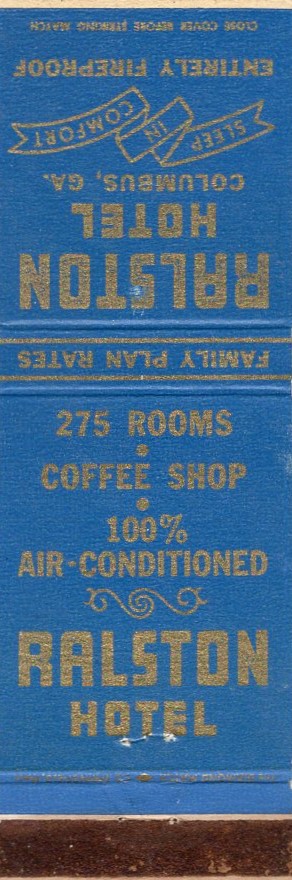 RALSTON
HOTEL
COLUMBUS, GA.
SLEEP IN COMFORT
ENTIRELY FIREPROOF
CLOSE COVER BEFORE STRIKING MATCH
FAMILY PLAN RATES
275 ROOMS
•
COFFEE SHOP
•
100%
AIR-CONDITIONED
RALSTON
HOTEL